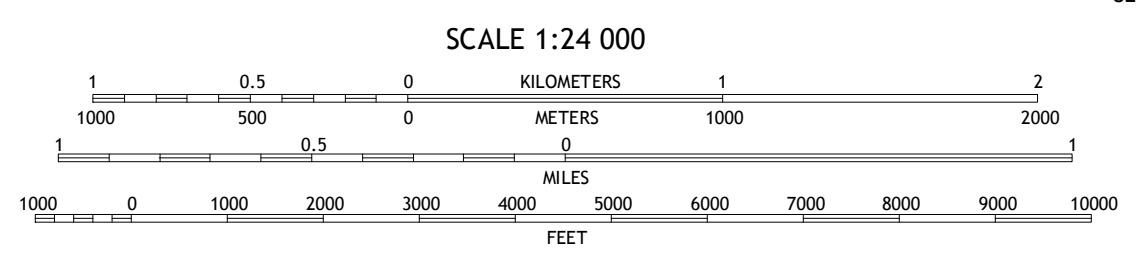 SCALE 1:24 000
1 0.5 0 KILOMETERS 1 2
1000 500 0 METERS 1000 2000
1 0.5 0 1
MILES
1000 0 1000 2000 3000 4000 5000 6000 7000 8000 9000 10000
FEET